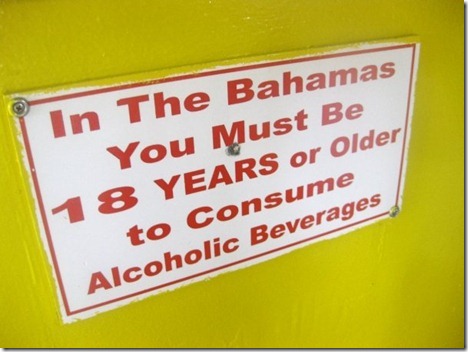 In The Bahamas
You Must Be
18 YEARS or Older
to Consume
Alcoholic Beverages